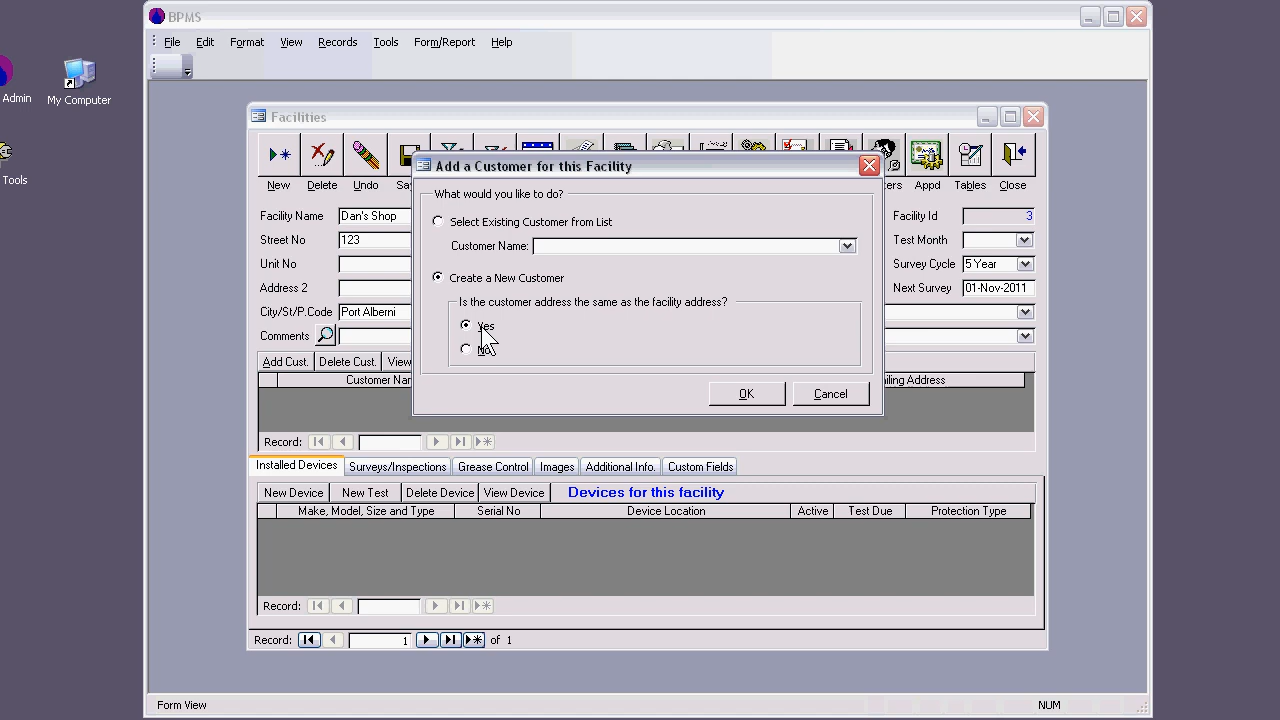 BPMS
File Edit Format View Records Tools Form/Report Help
Admin
My Computer
Tools
Facilities
New Delete Undo Appd Tables Close
Add a Customer for this Facility
What would you like to do?
Select Existing Customer from List
Customer Name:
Create a New Customer
Is the customer address the same as the facility address?
Yes
No
OK Cancel
Facility Name Dan's Shop Facility Id 3
Street No 123 Test Month
Unit No Survey Cycle 5 Year
Address 2 Next Survey 01-Nov-2011
City/St/P.Code Port Alberni
Comments
Add Cust. Delete Cust. View
Customer Nam iling Address
Record:
Installed Devices Surveys/Inspections Grease Control Images Additional Info. Custom Fields
New Device New Test Delete Device View Device Devices for this facility
Make, Model, Size and Type Serial No Device Location Active Test Due Protection Type
Record:
Record: 1 of 1
Form View NUM